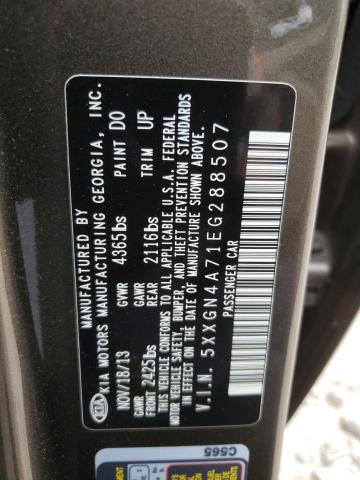 MANUFACTURED BY
KIA KIA MOTORS MANUFACTURING GEORGIA, INC.
NOV/18/13 GVWR 4365lbs PAINT DO
GAWR FRONT 2425lbs GAWR REAR 2116lbs TRIM UP
THIS VEHICLE CONFORMS TO ALL APPLICABLE U.S.A. FEDERAL
MOTOR VEHICLE SAFETY, BUMPER, AND THEFT PREVENTION STANDARDS
IN EFFECT ON THE DATE OF MANUFACTURE SHOWN ABOVE.
V.I.N. 5XXGN4A71EG288507
PASSENGER CAR
C565